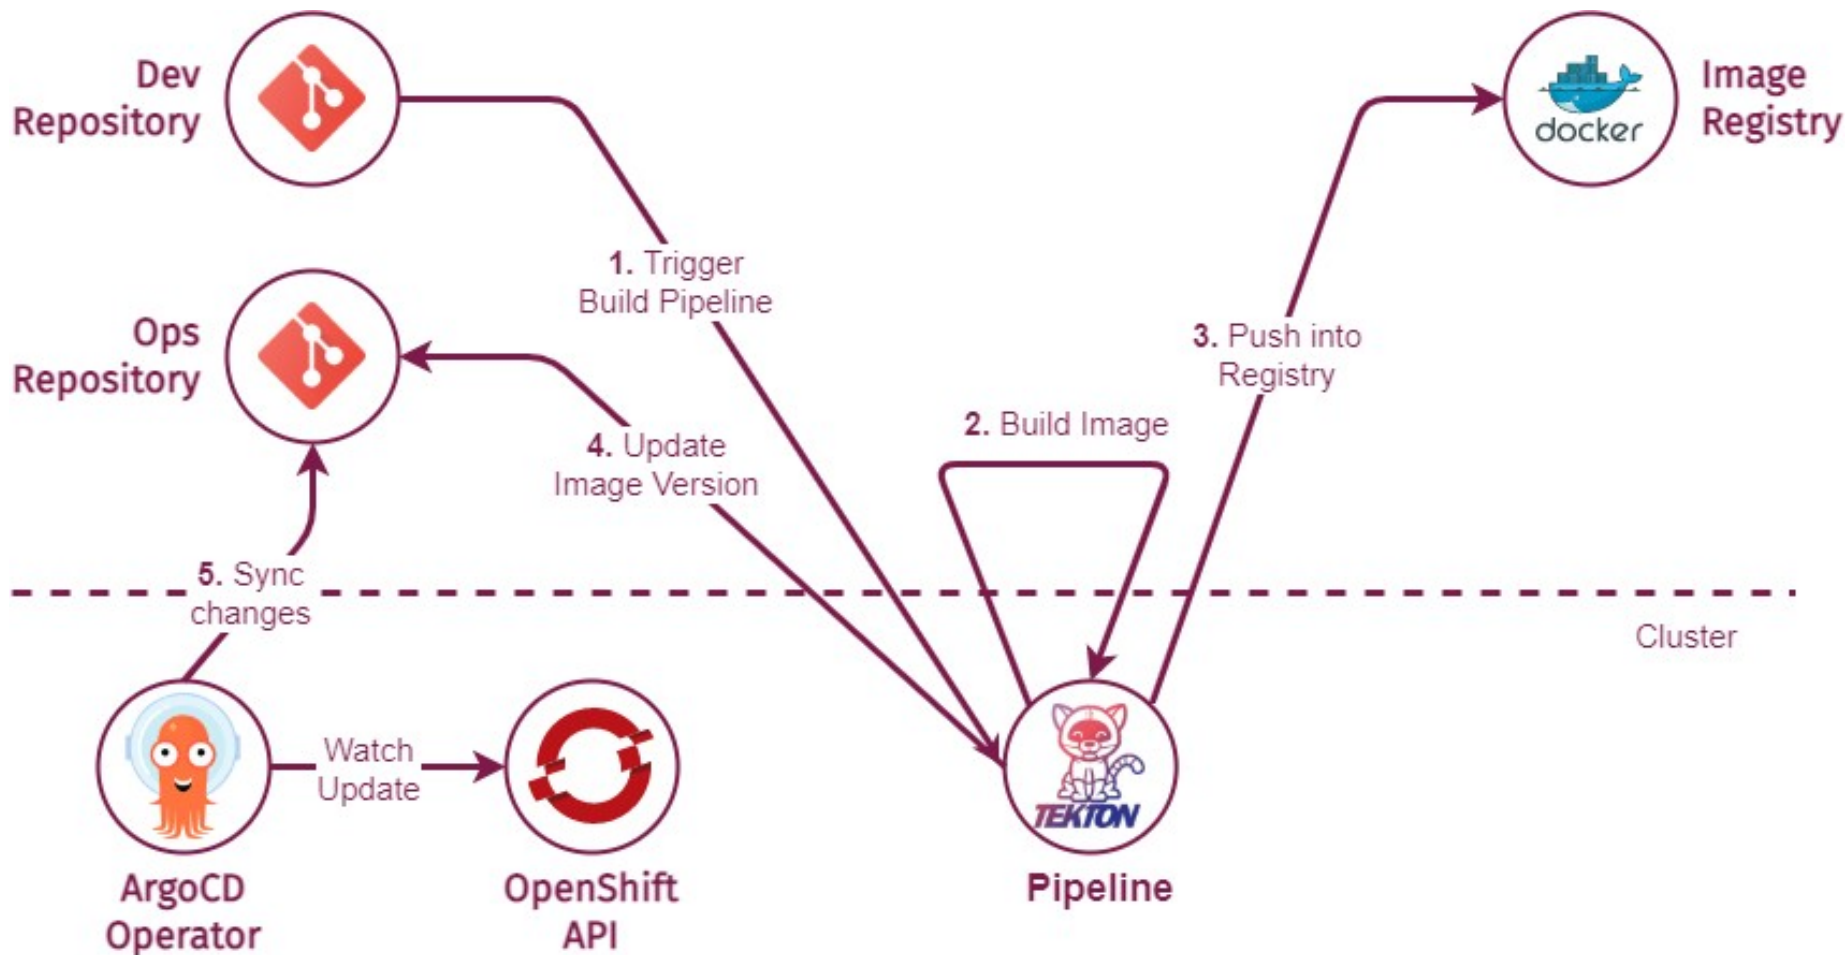 Dev
Repository
docker
Image
Registry
1. Trigger
Build Pipeline
Ops
Repository
3. Push into
Registry
2. Build Image
4. Update
Image Version
5. Sync
changes
Cluster
Watch
Update
TEKTON
ArgoCD
Operator
OpenShift
API
Pipeline